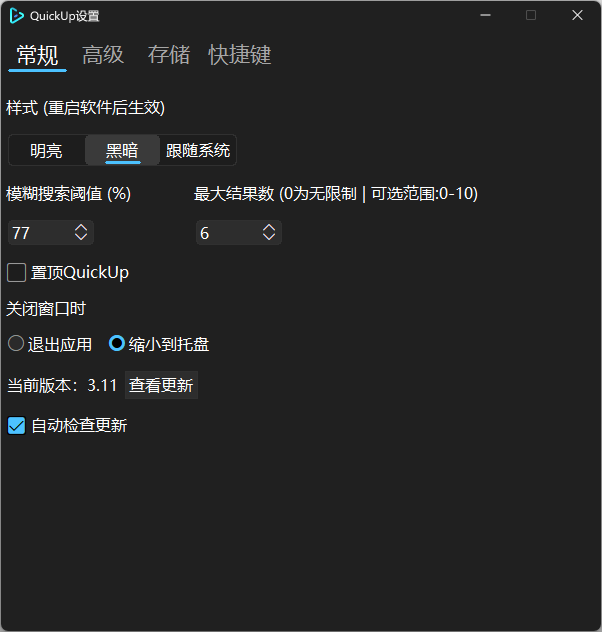 QuickUp设置
常规 高级 存储 快捷键
样式 (重启软件后生效)
明亮 黑暗 跟随系统
模糊搜索阈值 (%) 最大结果数 (0为无限制 | 可选范围:0-10)
77 6
置顶QuickUp
关闭窗口时
退出应用 缩小到托盘
当前版本：3.11 查看更新
自动检查更新